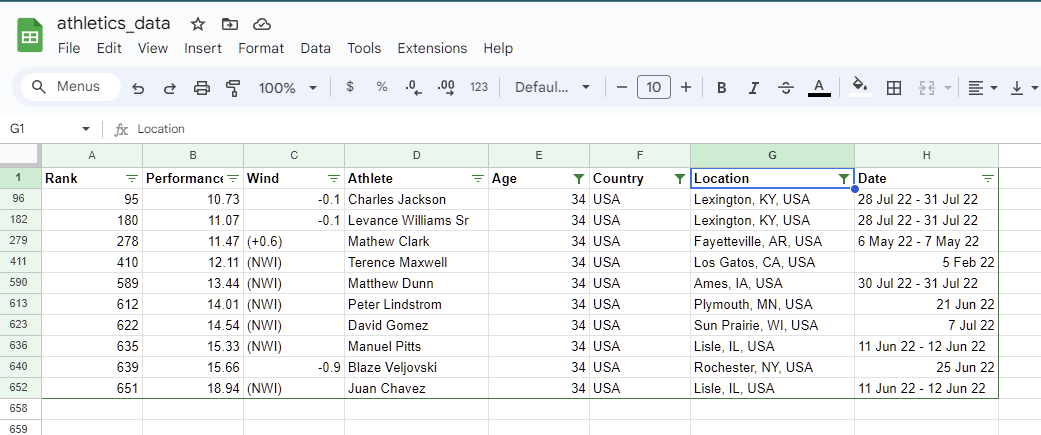 athletics_data
File Edit View Insert Format Data Tools Extensions Help
Menus 100% $ % .0 .00 123 Defaul... − 10 + B I S A
G1 fx Location
A B C D E F G H
1 Rank Performance Wind Athlete Age Country Location Date
96 95 10.73 -0.1 Charles Jackson 34 USA Lexington, KY, USA 28 Jul 22 - 31 Jul 22
182 180 11.07 -0.1 Levance Williams Sr 34 USA Lexington, KY, USA 28 Jul 22 - 31 Jul 22
279 278 11.47 (+0.6) Mathew Clark 34 USA Fayetteville, AR, USA 6 May 22 - 7 May 22
411 410 12.11 (NWI) Terence Maxwell 34 USA Los Gatos, CA, USA 5 Feb 22
590 589 13.44 (NWI) Matthew Dunn 34 USA Ames, IA, USA 30 Jul 22 - 31 Jul 22
613 612 14.01 (NWI) Peter Lindstrom 34 USA Plymouth, MN, USA 21 Jun 22
623 622 14.54 (NWI) David Gomez 34 USA Sun Prairie, WI, USA 7 Jul 22
636 635 15.33 (NWI) Manuel Pitts 34 USA Lisle, IL, USA 11 Jun 22 - 12 Jun 22
640 639 15.66 -0.9 Blaze Veljovski 34 USA Rochester, NY, USA 25 Jun 22
652 651 18.94 (NWI) Juan Chavez 34 USA Lisle, IL, USA 11 Jun 22 - 12 Jun 22
658
659